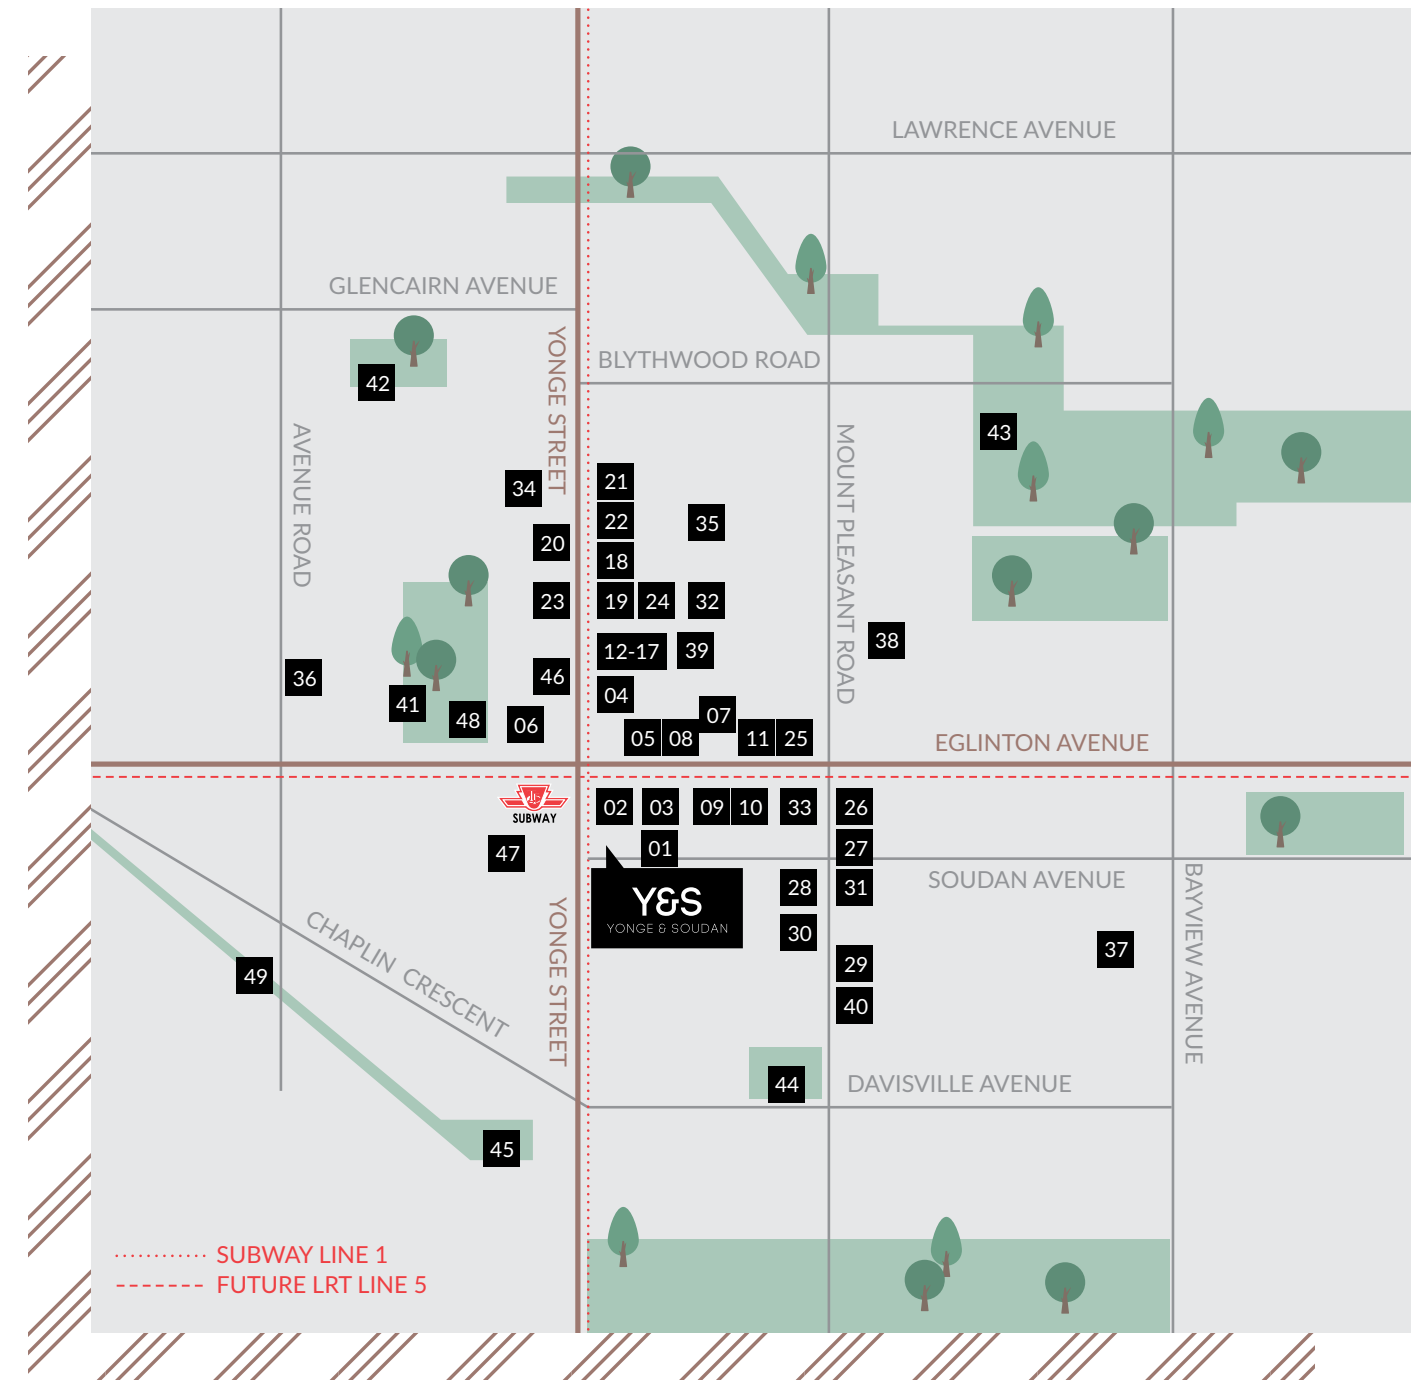 LAWRENCE AVENUE
GLENCAIRN AVENUE
YONGE STREET
BLYTHWOOD ROAD
42
AVENUE ROAD
MOUNT PLEASANT ROAD
43
34
21
22
35
20
18
23
19
24
32
12-17
39
38
36
46
04
41
48
06
07
05
08
11
25
EGLINTON AVENUE
SUBWAY
02
03
09
10
33
26
47
01
27
Y&S
YONGE & SOUDAN
28
31
SOUDAN AVENUE
BAYVIEW AVENUE
YONGE STREET
CHAPLIN CRESCENT
30
37
49
29
40
44
DAVISVILLE AVENUE
45
SUBWAY LINE 1
FUTURE LRT LINE 5